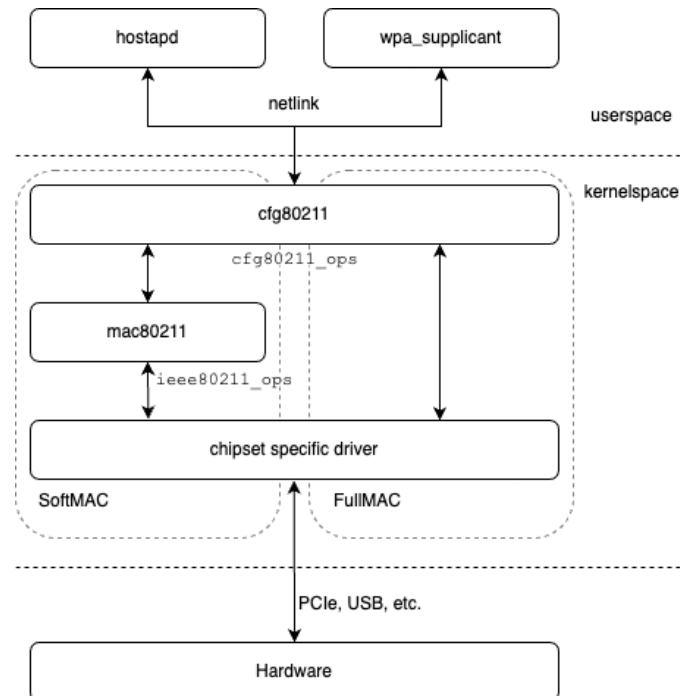 hostapd
wpa_supplicant
netlink
userspace
kernelspace
cfg80211
cfg80211_ops
mac80211
ieee80211_ops
chipset specific driver
SoftMAC
FullMAC
PCIe, USB, etc.
Hardware